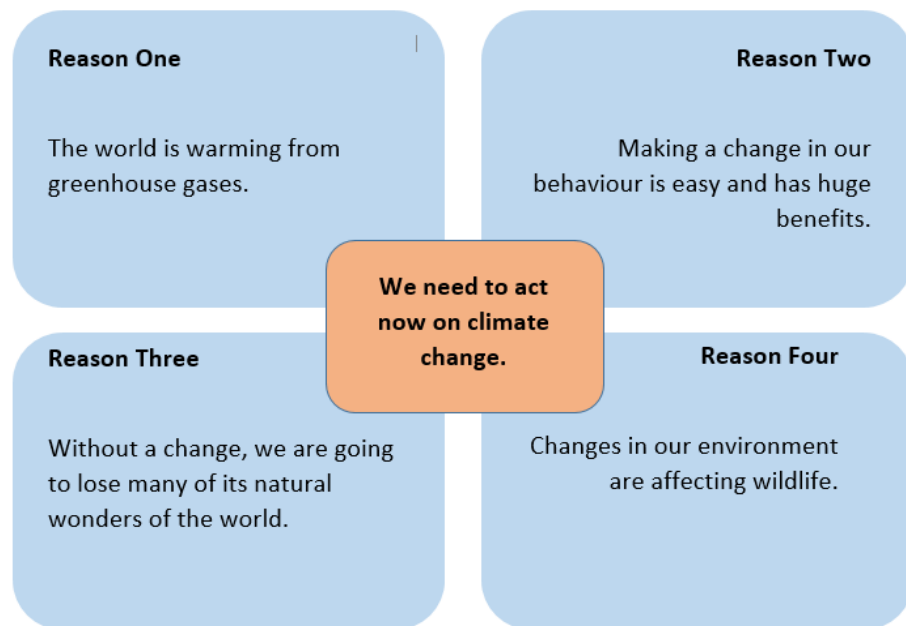 Reason One
The world is warming from
greenhouse gases.
Reason Two
Making a change in our
behaviour is easy and has huge
benefits.
We need to act
now on climate
change.
Reason Three
Without a change, we are going
to lose many of its natural
wonders of the world.
Reason Four
Changes in our environment
are affecting wildlife.